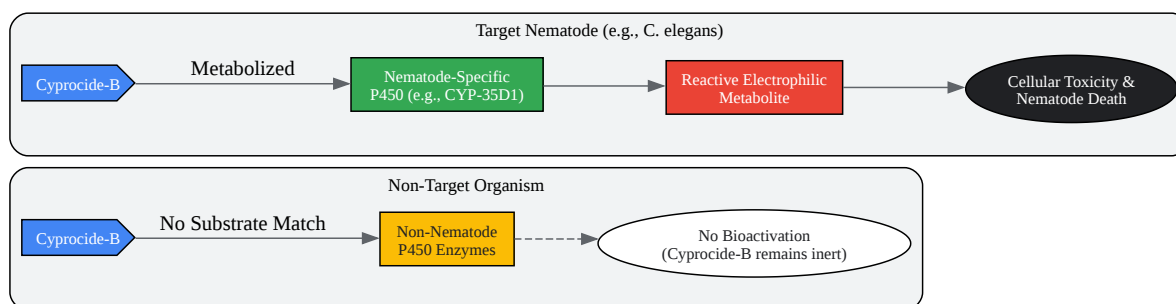 Target Nematode (e.g., C. elegans)
Cyprocide-B
Metabolized
Nematode-Specific
P450 (e.g., CYP-35D1)
Reactive Electrophilic
Metabolite
Cellular Toxicity &
Nematode Death
Non-Target Organism
Cyprocide-B
No Substrate Match
Non-Nematode
P450 Enzymes
No Bioactivation
(Cyprocide-B remains inert)